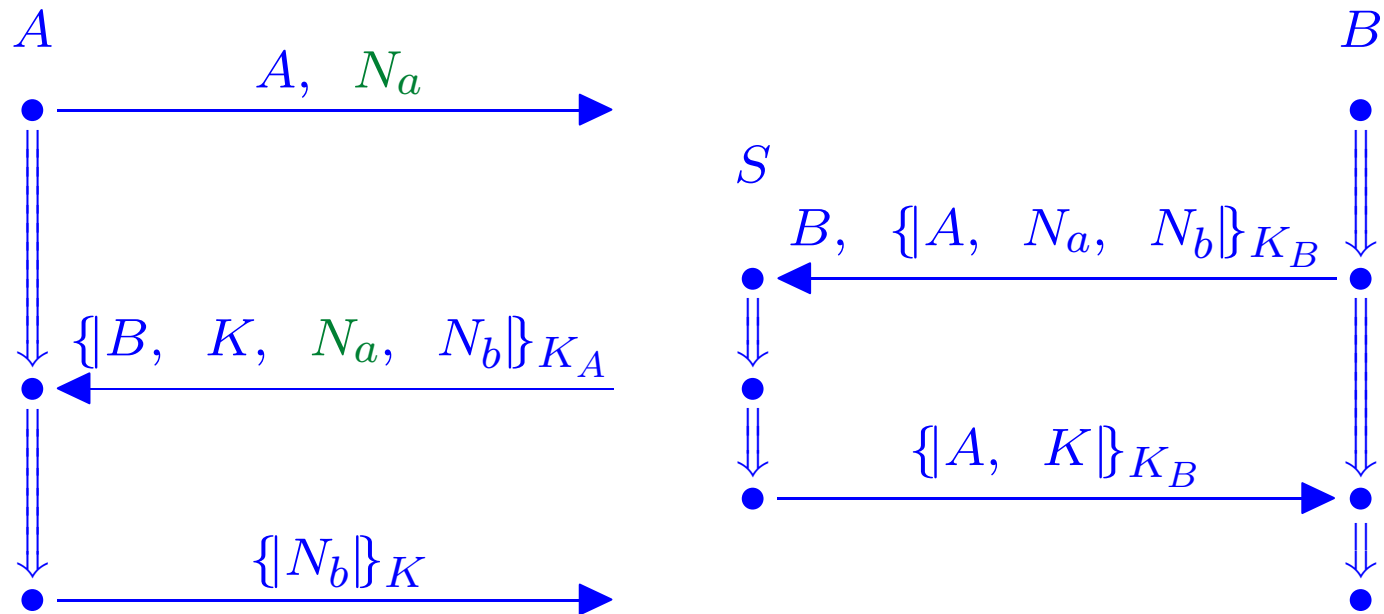 A
B
A, N_a
S
B, {|A, N_a, N_b|}_{K_B}
{|B, K, N_a, N_b|}_{K_A}
{|A, K|}_{K_B}
{|N_b|}_K